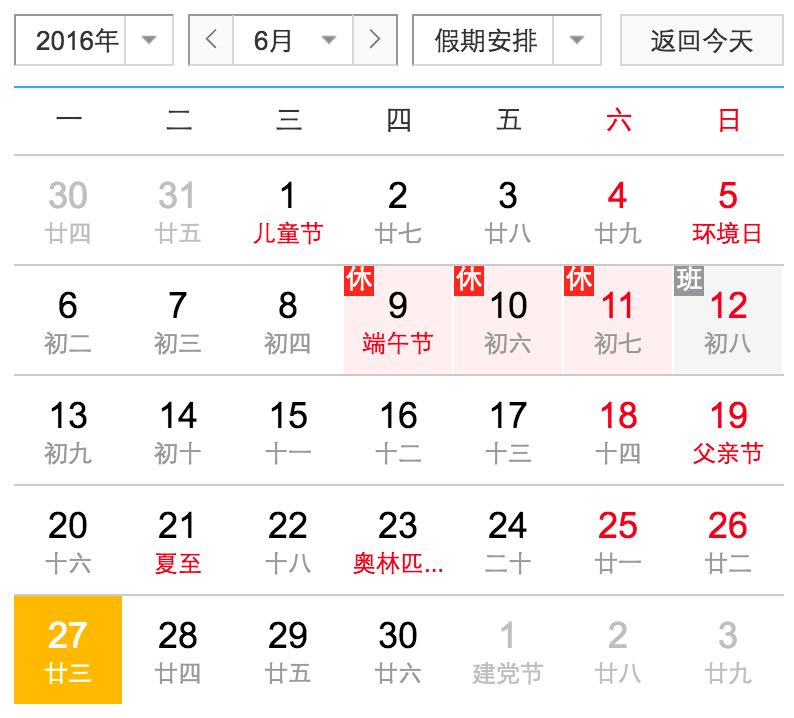 2016年 6月 假期安排 返回今天
一 二 三 四 五 六 日
30 31 1 2 3 4 5
廿四 廿五 儿童节 廿七 廿八 廿九 环境日
休 休 休 班
6 7 8 9 10 11 12
初二 初三 初四 端午节 初六 初七 初八
13 14 15 16 17 18 19
初九 初十 十一 十二 十三 十四 父亲节
20 21 22 23 24 25 26
十六 夏至 十八 奥林匹... 二十 廿一 廿二
27 28 29 30 1 2 3
廿三 廿四 廿五 廿六 建党节 廿八 廿九